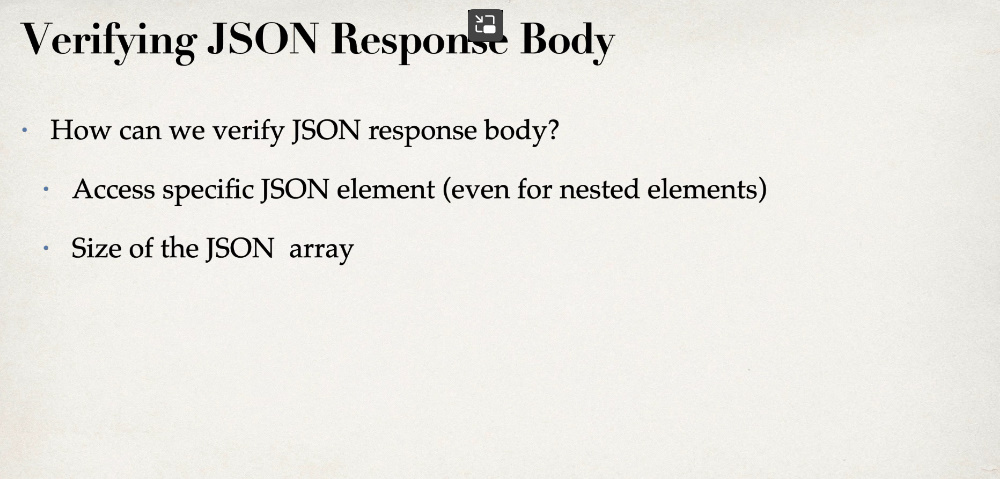 Verifying JSON Response Body
• How can we verify JSON response body?
• Access specific JSON element (even for nested elements)
• Size of the JSON  array